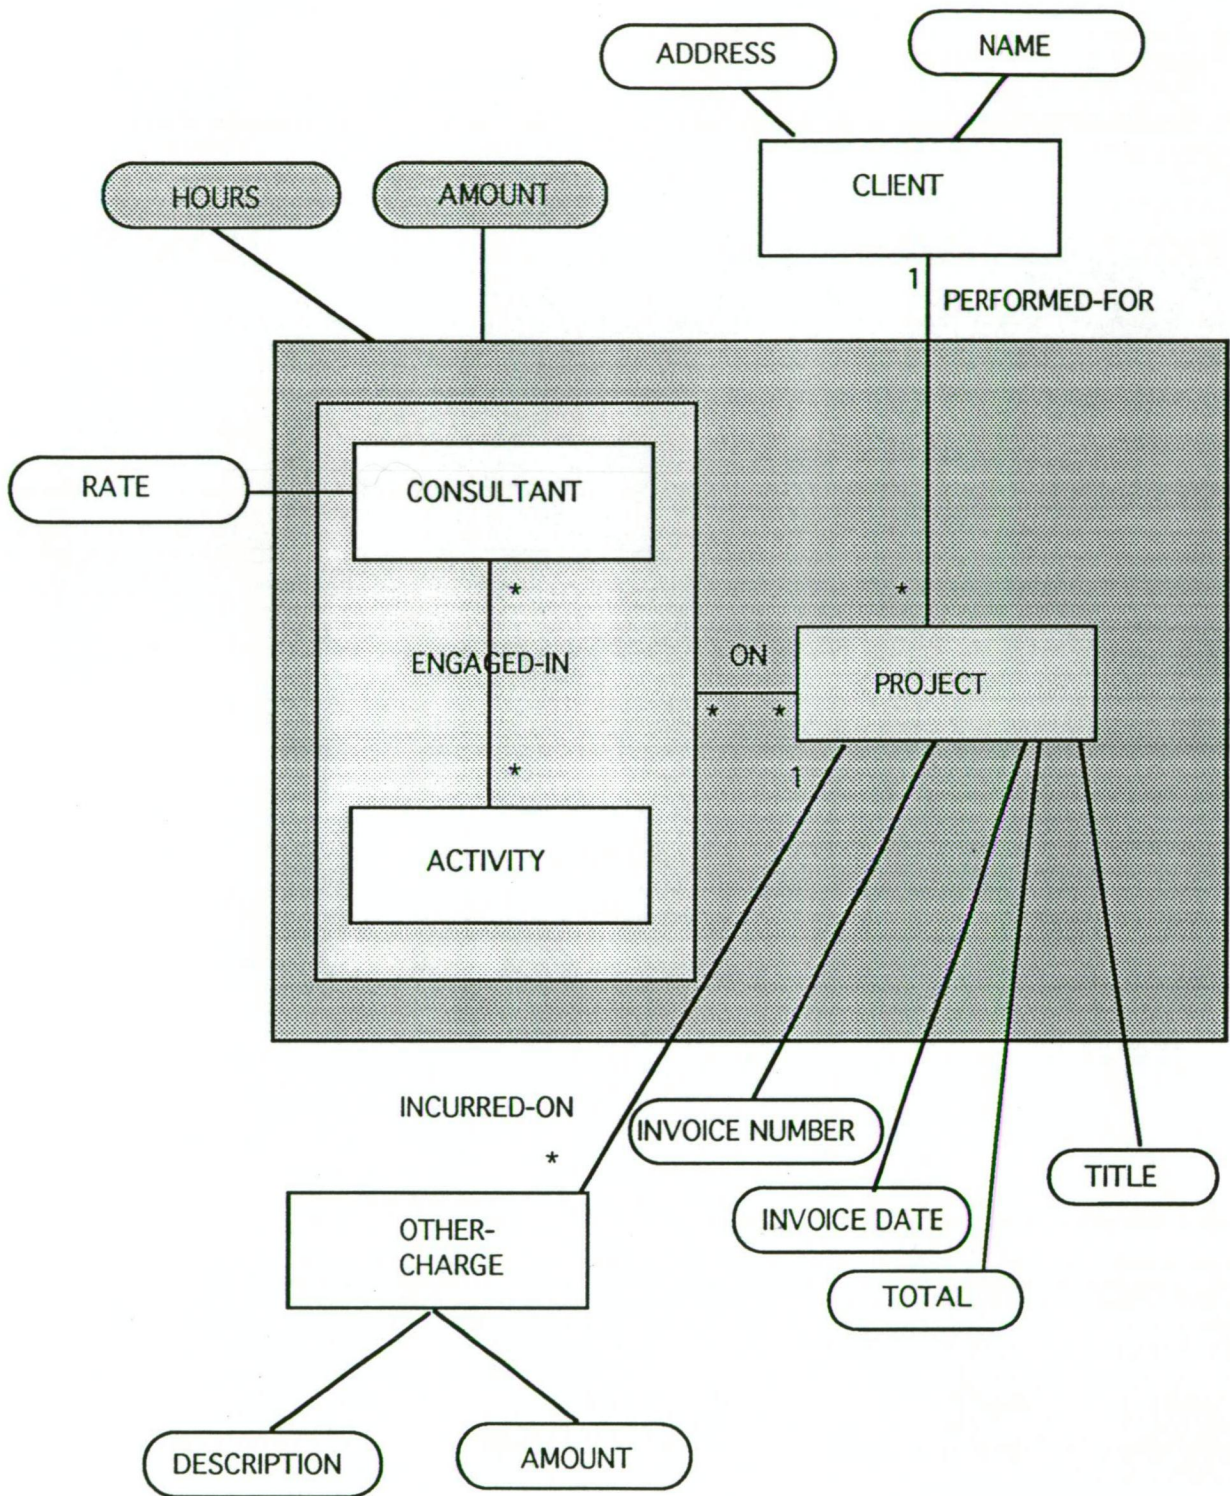 ADDRESS
NAME
CLIENT
HOURS
AMOUNT
1
PERFORMED-FOR
RATE
CONSULTANT
*
*
ENGAGED-IN
ON
PROJECT
*
*
*
1
ACTIVITY
INCURRED-ON
*
INVOICE NUMBER
TITLE
INVOICE DATE
OTHER-
CHARGE
TOTAL
DESCRIPTION
AMOUNT